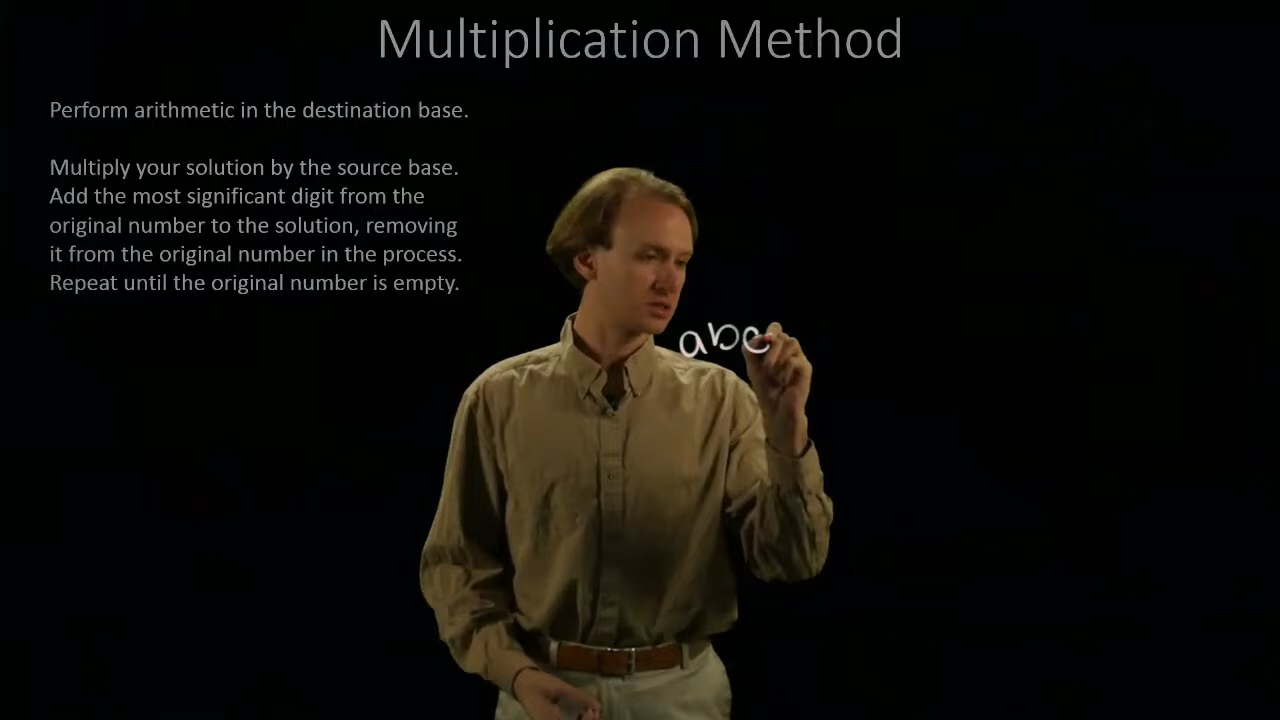 Multiplication Method
Perform arithmetic in the destination base.
Multiply your solution by the source base.
Add the most significant digit from the
original number to the solution, removing
it from the original number in the process.
Repeat until the original number is empty.
abc